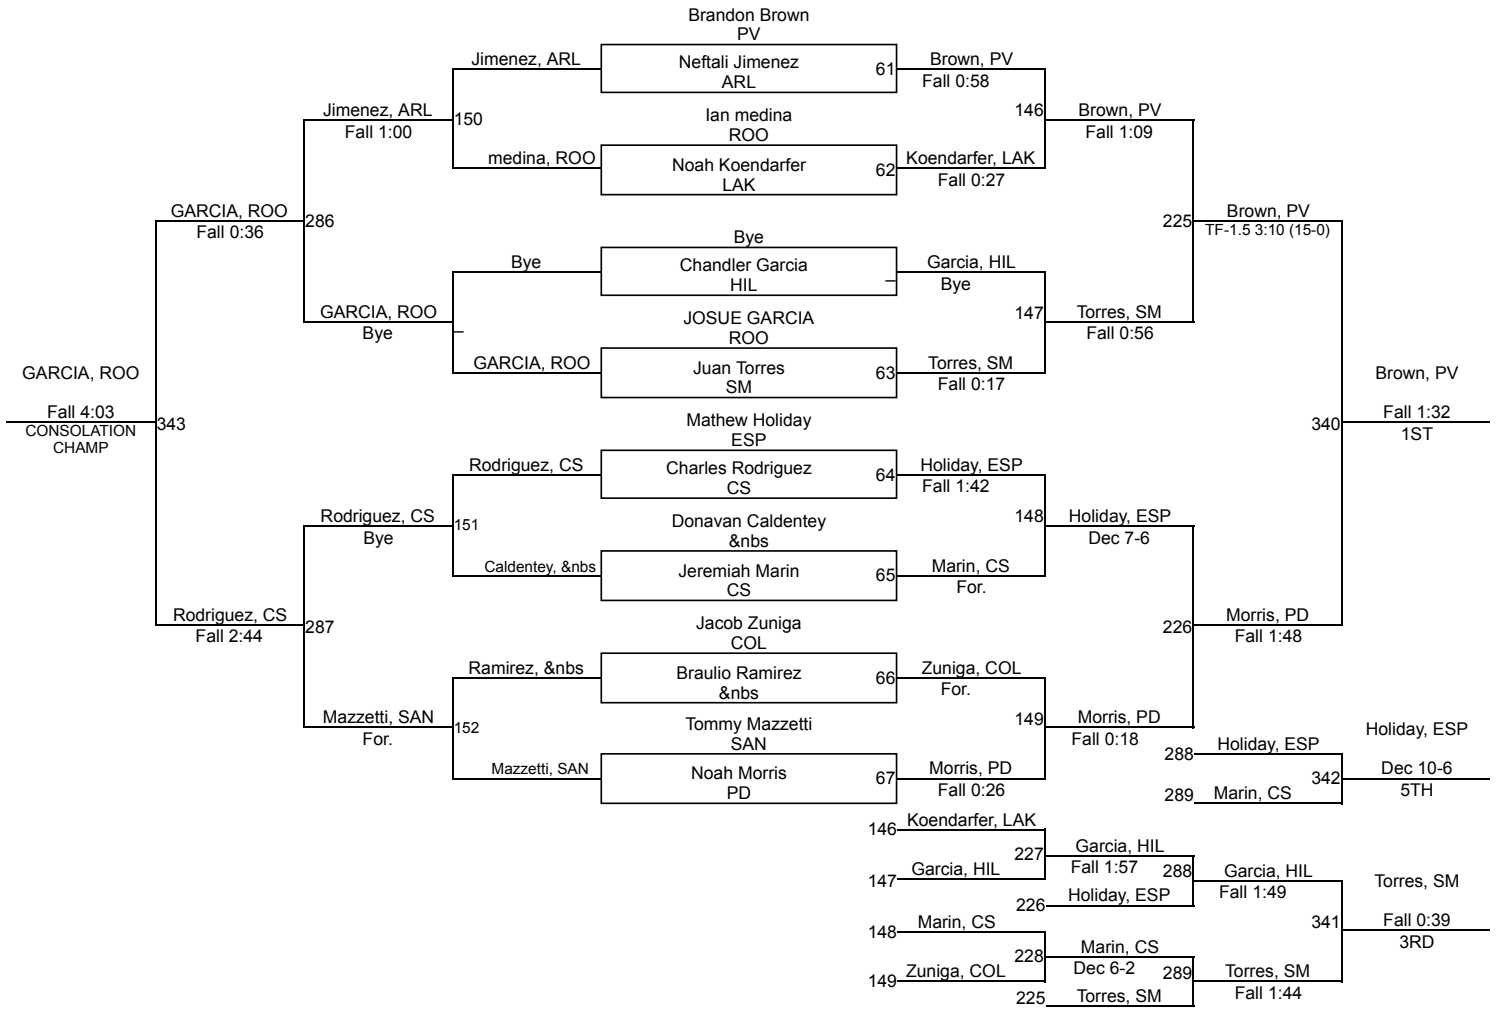 Brandon Brown
PV
Jimenez, ARL
Neftali Jimenez
ARL
61
Brown, PV
Fall 0:58
Jimenez, ARL
Fall 1:00
150
Ian medina
ROO
146
Brown, PV
Fall 1:09
medina, ROO
Noah Koendarfer
LAK
62
Koendarfer, LAK
Fall 0:27
GARCIA, ROO
Fall 0:36
286
225
Brown, PV
TF-1.5 3:10 (15-0)
Bye
Bye
Chandler Garcia
HIL
_
Garcia, HIL
Bye
GARCIA, ROO
Bye
_
JOSUE GARCIA
ROO
147
Torres, SM
Fall 0:56
GARCIA, ROO
Juan Torres
SM
63
Torres, SM
Fall 0:17
GARCIA, ROO
Fall 4:03
CONSOLATION
CHAMP
343
Brown, PV
340
Fall 1:32
1ST
Mathew Holiday
ESP
Rodriguez, CS
Charles Rodriguez
CS
64
Holiday, ESP
Fall 1:42
Rodriguez, CS
Bye
151
Donavan Caldentey
&nbs
148
Holiday, ESP
Dec 7-6
Caldentey, &nbs
Jeremiah Marin
CS
65
Marin, CS
For.
Rodriguez, CS
Fall 2:44
287
Jacob Zuniga
COL
226
Morris, PD
Fall 1:48
Ramirez, &nbs
Braulio Ramirez
&nbs
66
Zuniga, COL
For.
Mazzetti, SAN
For.
152
Tommy Mazzetti
SAN
149
Morris, PD
Fall 0:18
Mazzetti, SAN
Noah Morris
PD
67
Morris, PD
Fall 0:26
288
Holiday, ESP
Holiday, ESP
342
Dec 10-6
5TH
289
Marin, CS
146
Koendarfer, LAK
227
Garcia, HIL
Fall 1:57
147
Garcia, HIL
288
Garcia, HIL
Fall 1:49
226
Holiday, ESP
Torres, SM
341
Fall 0:39
3RD
148
Marin, CS
228
Marin, CS
Dec 6-2
149
Zuniga, COL
289
Torres, SM
Fall 1:44
225
Torres, SM